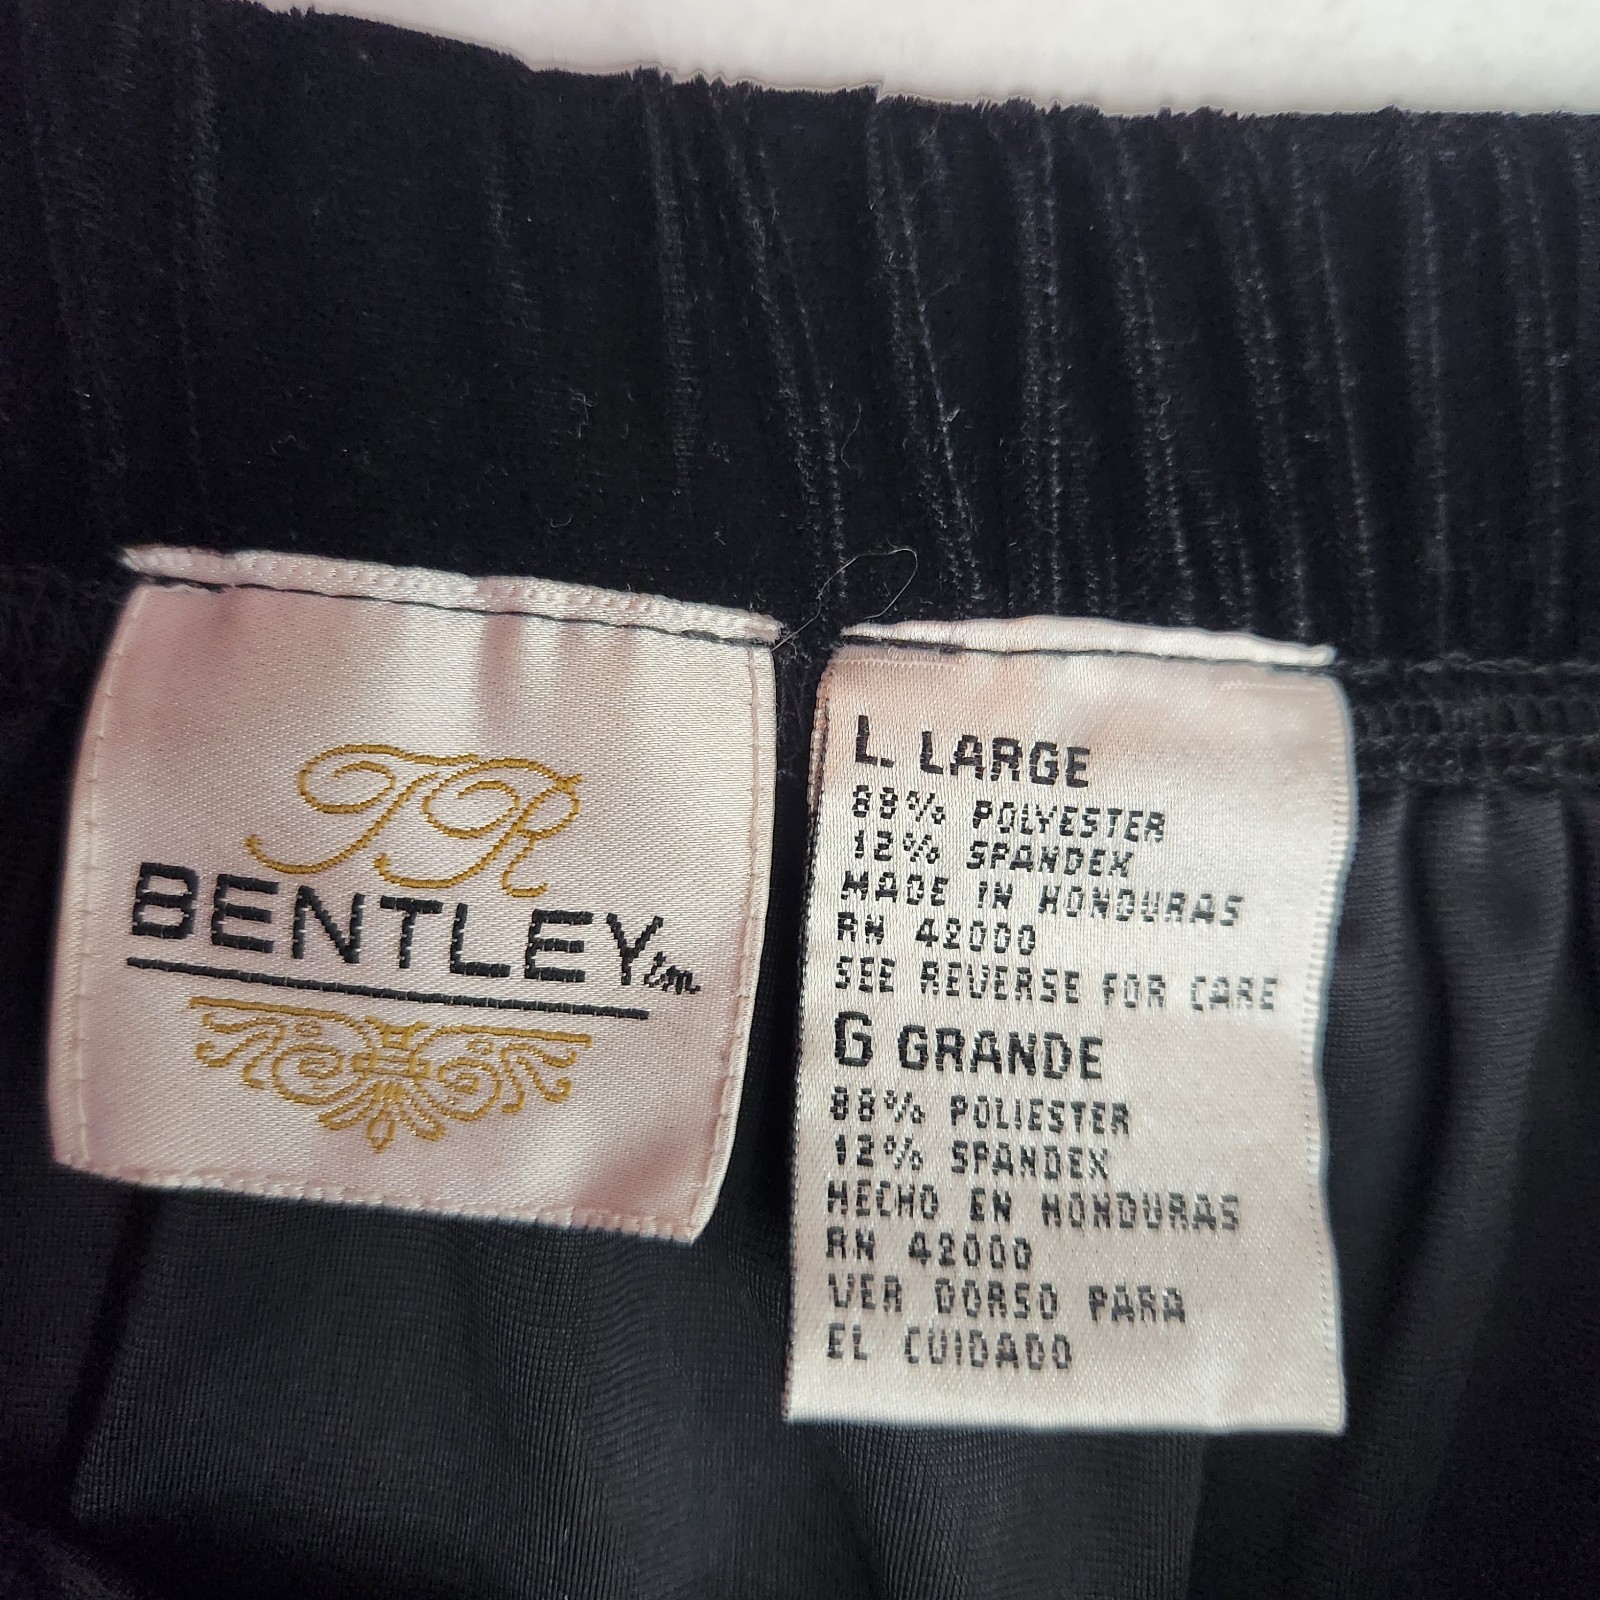 JR
BENTLEY tm
L. LARGE
88% POLYESTER
12% SPANDEX
MADE IN HONDURAS
RN 42000
SEE REVERSE FOR CARE
G GRANDE
88% POLIESTER
12% SPANDEX
HECHO EN HONDURAS
RN 42000
VER DORSO PARA
EL CUIDADO